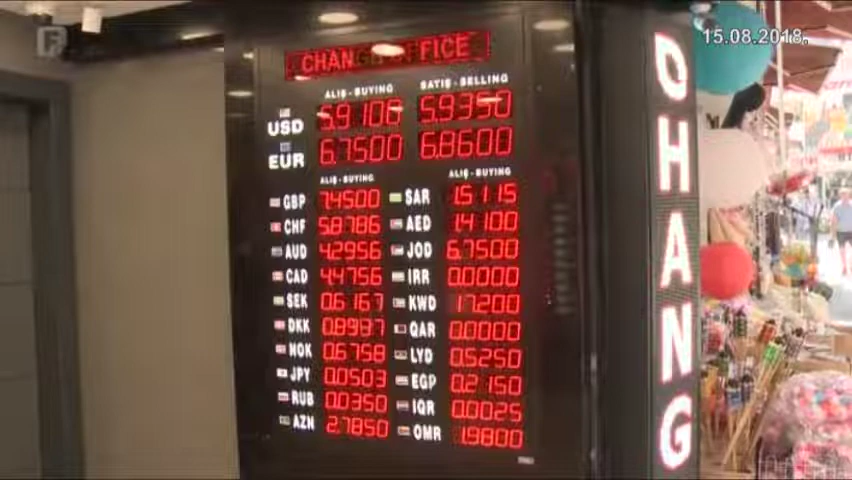 15.08.2018.
CHANGE OFFICE
ALIŞ - BUYING SATIŞ - SELLING
USD 5.9108 5.9350
EUR 6.7500 6.8600
ALIŞ - BUYING ALIŞ - BUYING
GBP 7.4500 SAR 1.5115
CHF 5.8786 AED 1.4100
AUD 4.2956 JOD 6.7500
CAD 4.4756 IRR 0.0000
SEK 0.6167 KWD 17.200
DKK 0.8937 QAR 0.0000
NOK 0.6758 LYD 0.5250
JPY 0.0503 EGP 0.2150
RUB 0.0350 IQR 0.0025
AZN 2.7850 OMR 1.9800
CHANG